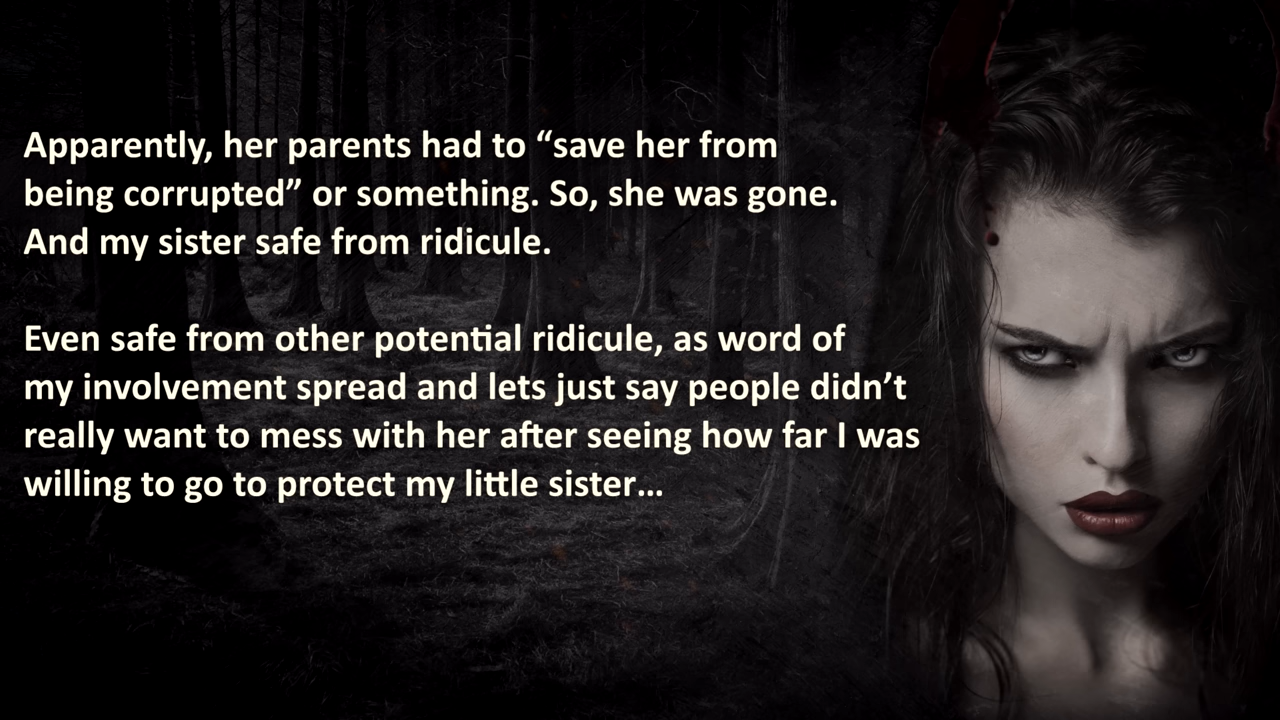 Apparently, her parents had to “save her from
being corrupted” or something. So, she was gone.
And my sister safe from ridicule.
Even safe from other potential ridicule, as word of
my involvement spread and lets just say people didn’t
really want to mess with her after seeing how far I was
willing to go to protect my little sister…